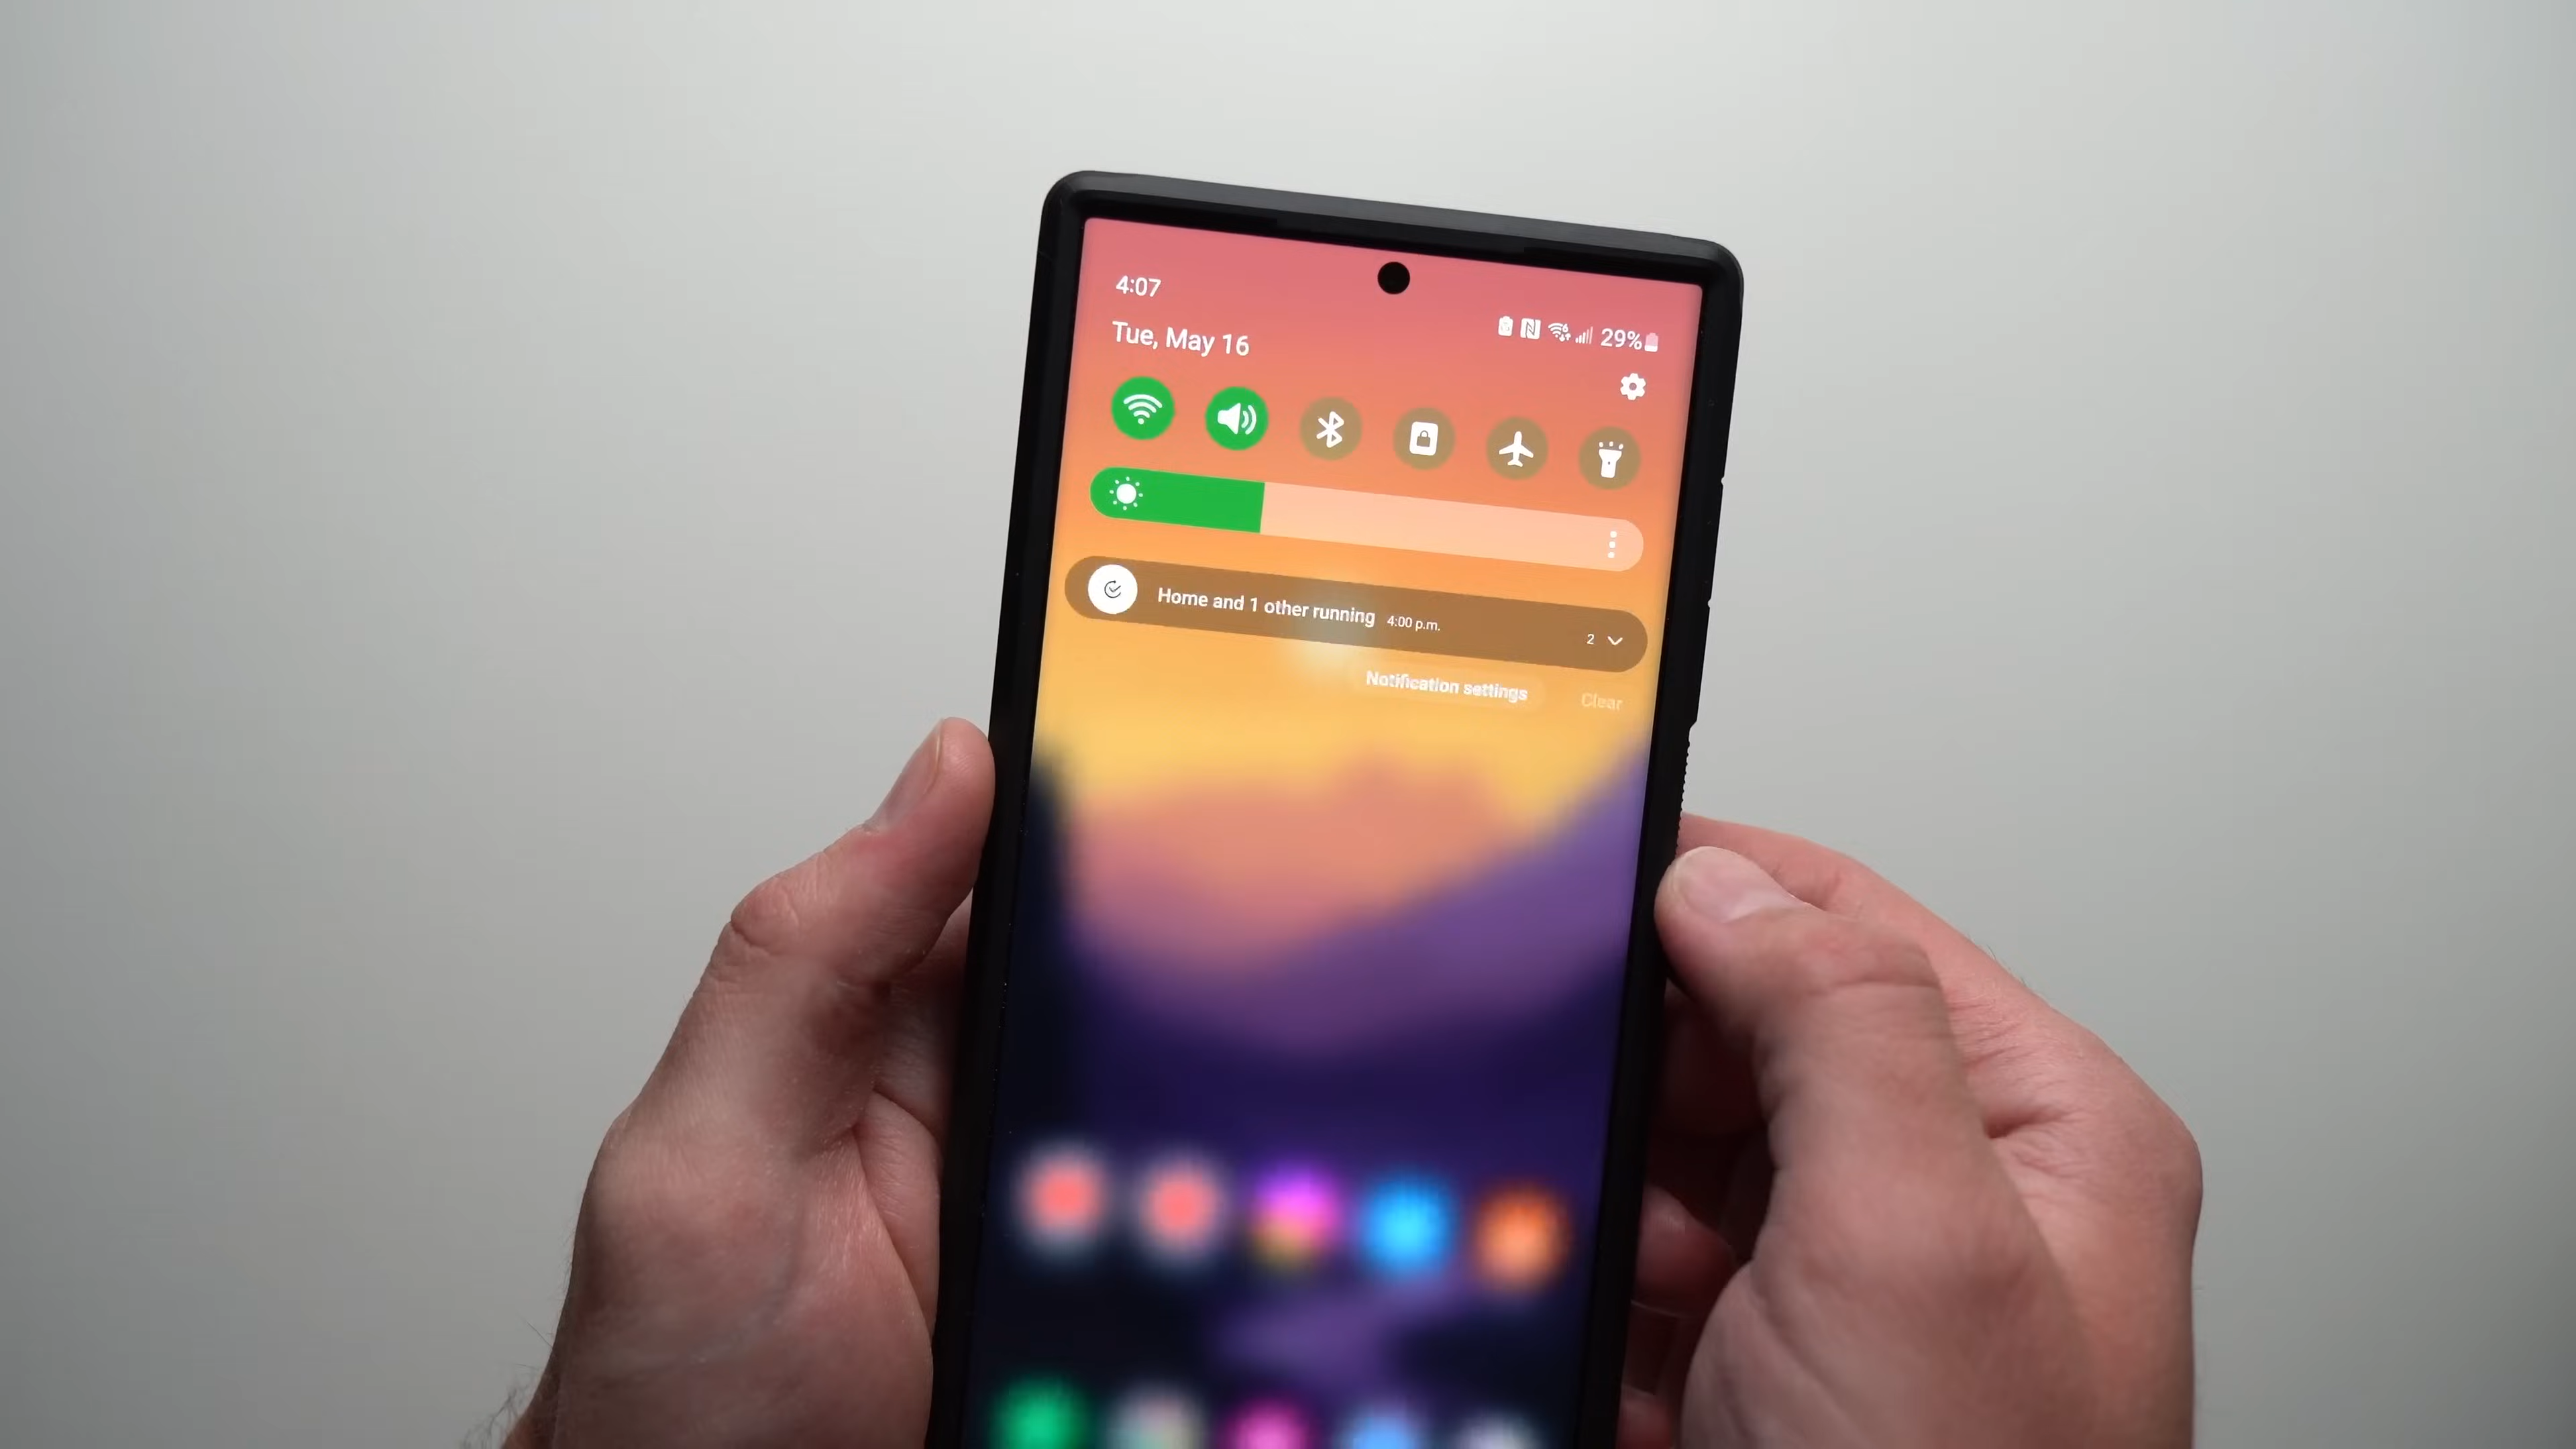 4:07
29%
Tue, May 16
Home and 1 other running 4:00 p.m. 2
Notification settings Clear